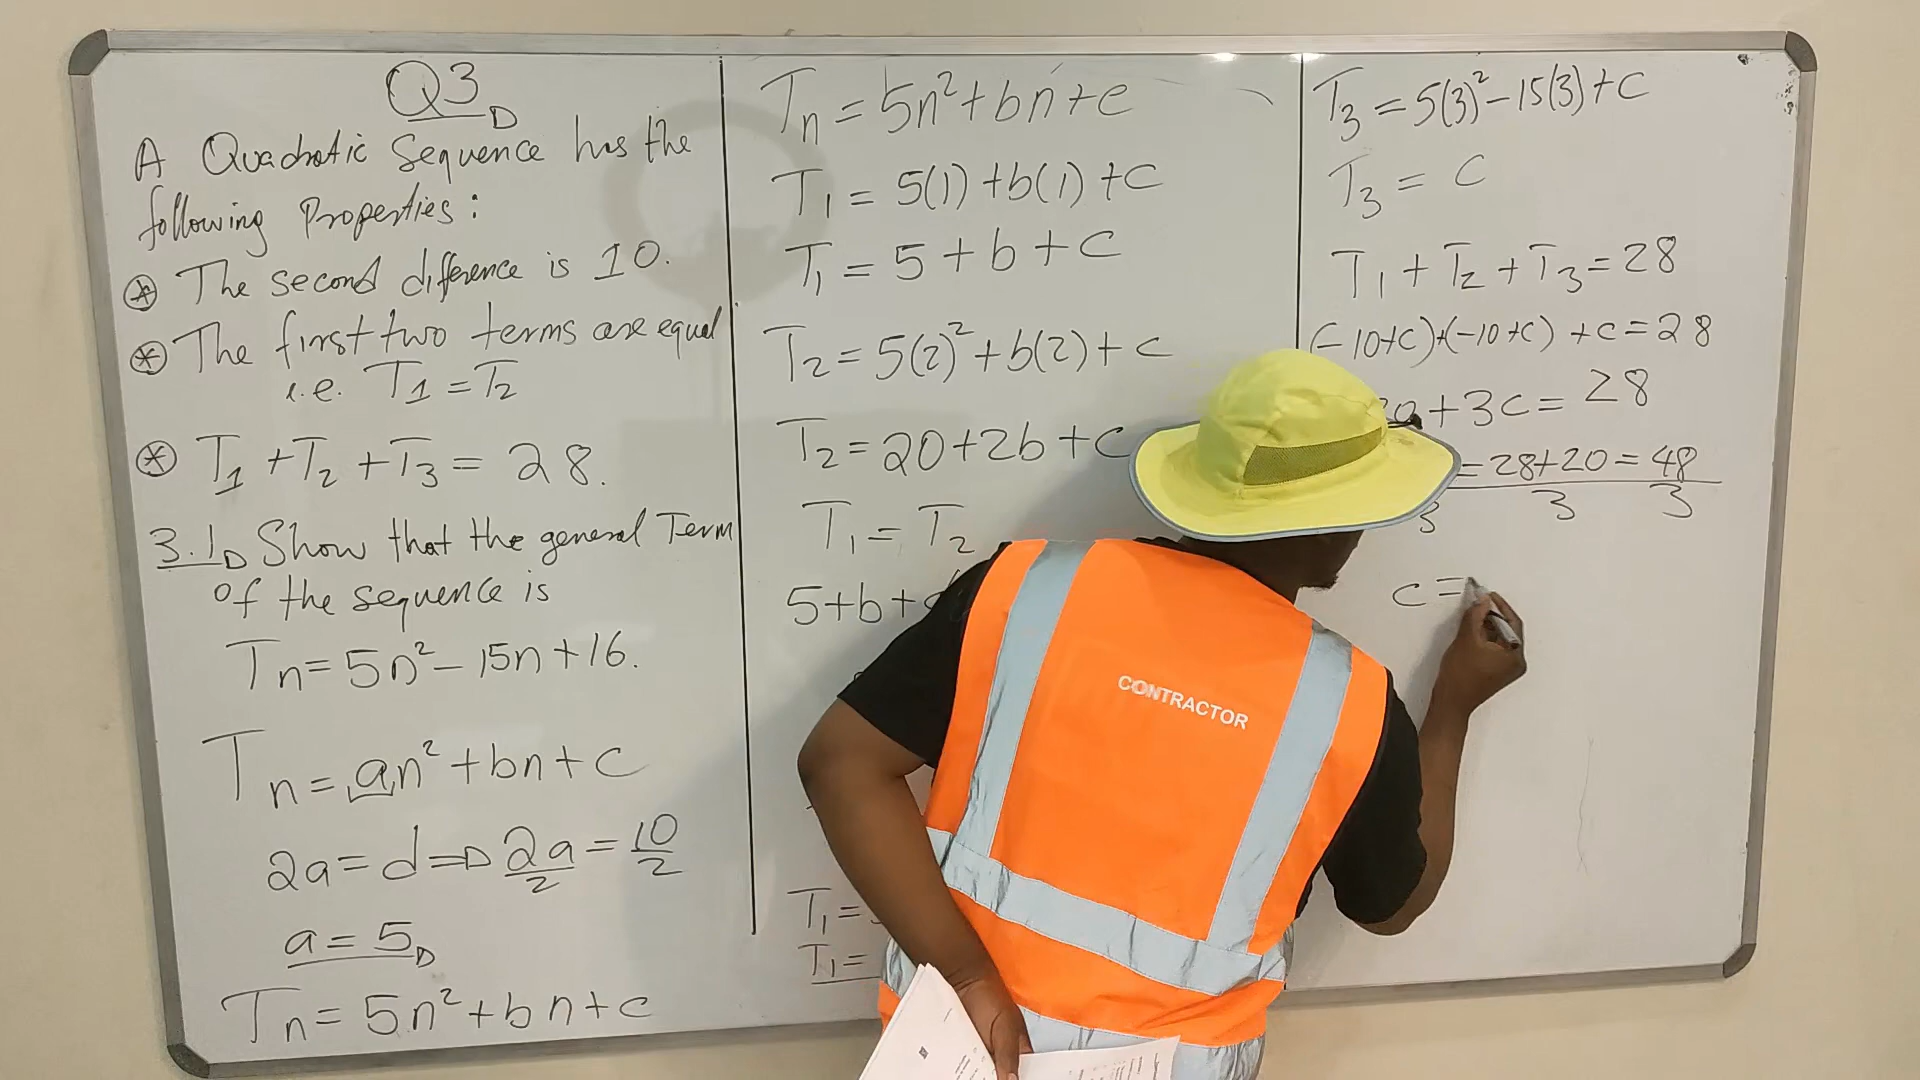 Q3
A Quadratic Sequence has the
following Properties:
* The second difference is 10.
* The first two terms are equal
i.e. T1 = T2
* T1 + T2 + T3 = 28.
3.1 Show that the general Term
of the sequence is
Tn = 5n² - 15n + 16.
Tn = an² + bn + c
2a = d ⇒ 2a/2 = 10/2
a = 5
Tn = 5n² + bn + c
Tn = 5n² + bn + c
T1 = 5(1) + b(1) + c
T1 = 5 + b + c
T2 = 5(2)² + b(2) + c
T2 = 20 + 2b + c
T1 = T2
5 + b +
T1 =
T1 =
T3 = 5(3)² - 15(3) + c
T3 = c
T1 + T2 + T3 = 28
(-10+c)+(-10+c) + c = 28
+ 3c = 28
= 28+20 = 48
3 3 3
c =
CONTRACTOR